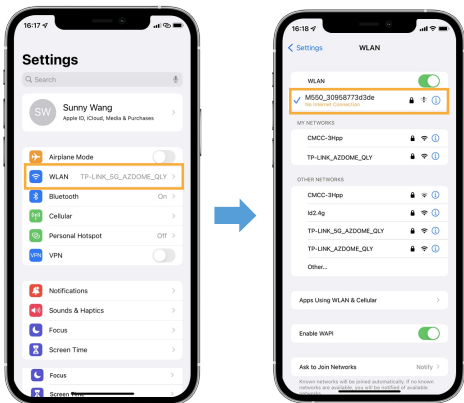 16:17
Settings
Search
SW
Sunny Wang
Apple ID, iCloud, Media & Purchases
Airplane Mode
WLAN TP-LINK_5G_AZDOME_QLY
Bluetooth On
Cellular
Personal Hotspot Off
VPN VPN
Notifications
Sounds & Haptics
Focus
Screen Time
Focus
Screen Time
16:18
Settings WLAN
WLAN
M550_30958773d3de
No Internet Connection
MY NETWORKS
CMCC-3Hpp
TP-LINK_AZDOME_QLY
OTHER NETWORKS
CMCC-3Hpp
Id2.4g
TP-LINK_5G_AZDOME_QLY
TP-LINK_AZDOME_QLY
Other...
Apps Using WLAN & Cellular
Enable WAPI
Ask to Join Networks Notify
Known networks will be joined automatically. If no known
networks are available, you will be notified of available
networks.